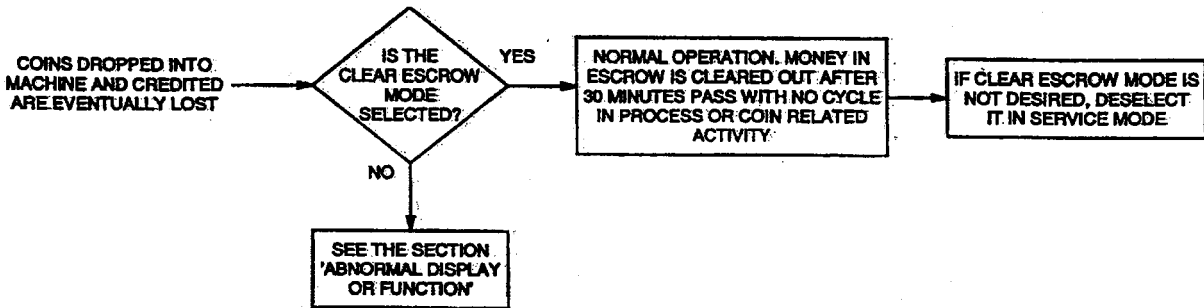 COINS DROPPED INTO
MACHINE AND CREDITED
ARE EVENTUALLY LOST
IS THE
CLEAR ESCROW
MODE
SELECTED?
YES
NORMAL OPERATION. MONEY IN
ESCROW IS CLEARED OUT AFTER
30 MINUTES PASS WITH NO CYCLE
IN PROCESS OR COIN RELATED
ACTIVITY
IF CLEAR ESCROW MODE IS
NOT DESIRED, DESELECT
IT IN SERVICE MODE
NO
SEE THE SECTION
'ABNORMAL DISPLAY
OR FUNCTION'